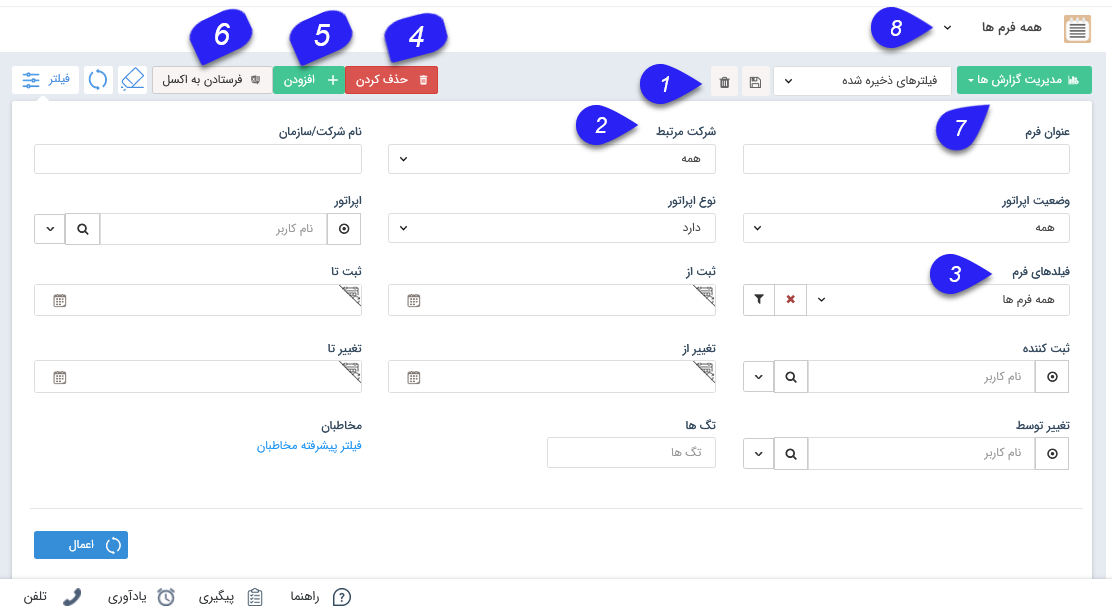 همه فرم ها
8
مدیریت گزارش ها
فیلترهای ذخیره شده
1
4
5
6
حذف کردن
افزودن
فرستادن به اکسل
فیلتر
7
عنوان فرم
2
شرکت مرتبط
نام شرکت/سازمان
همه
وضعیت اپراتور
نوع اپراتور
اپراتور
همه
دارد
نام کاربر
3
فیلدهای فرم
ثبت از
ثبت تا
همه فرم ها
ثبت کننده
تغییر از
تغییر تا
نام کاربر
تغییر توسط
تگ ها
مخاطبان
نام کاربر
تگ ها
فیلتر پیشرفته مخاطبان
اعمال
راهنما
پیگیری
یادآوری
تلفن